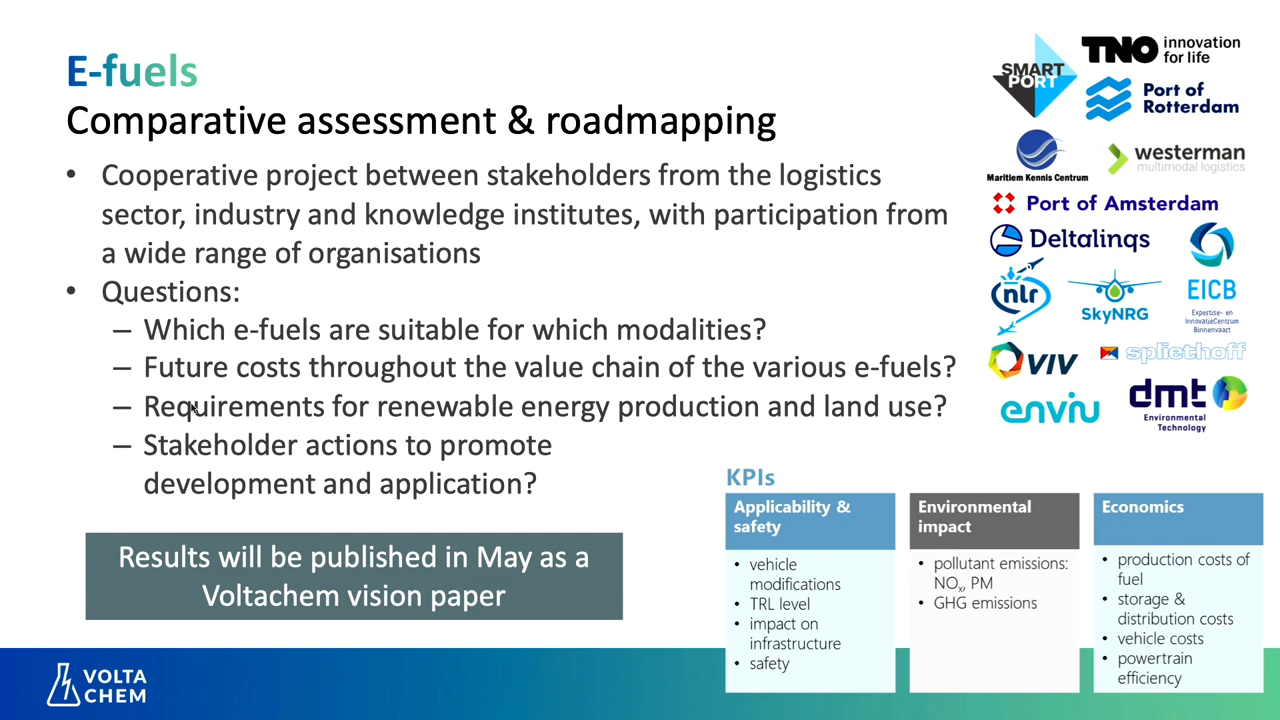 E-fuels
Comparative assessment & roadmapping
• Cooperative project between stakeholders from the logistics
sector, industry and knowledge institutes, with participation from
a wide range of organisations
• Questions:
– Which e-fuels are suitable for which modalities?
– Future costs throughout the value chain of the various e-fuels?
– Requirements for renewable energy production and land use?
– Stakeholder actions to promote
development and application?
Results will be published in May as a
Voltachem vision paper
SMART
PORT
TNO innovation
for life
Port of
Rotterdam
Maritiem Kennis Centrum
westerman
multimodal logistics
Port of Amsterdam
Deltalinqs
nlr
SkyNRG
EICB
Expertise- en
InnovatieCentrum
Binnenvaart
VIV
spliethoff
enviu
dmt
Environmental
Technology
KPIs
Applicability &
safety
• vehicle
modifications
• TRL level
• impact on
infrastructure
• safety
Environmental
impact
• pollutant emissions:
NOx, PM
• GHG emissions
Economics
• production costs of
fuel
• storage &
distribution costs
• vehicle costs
• powertrain
efficiency
VOLTA
CHEM